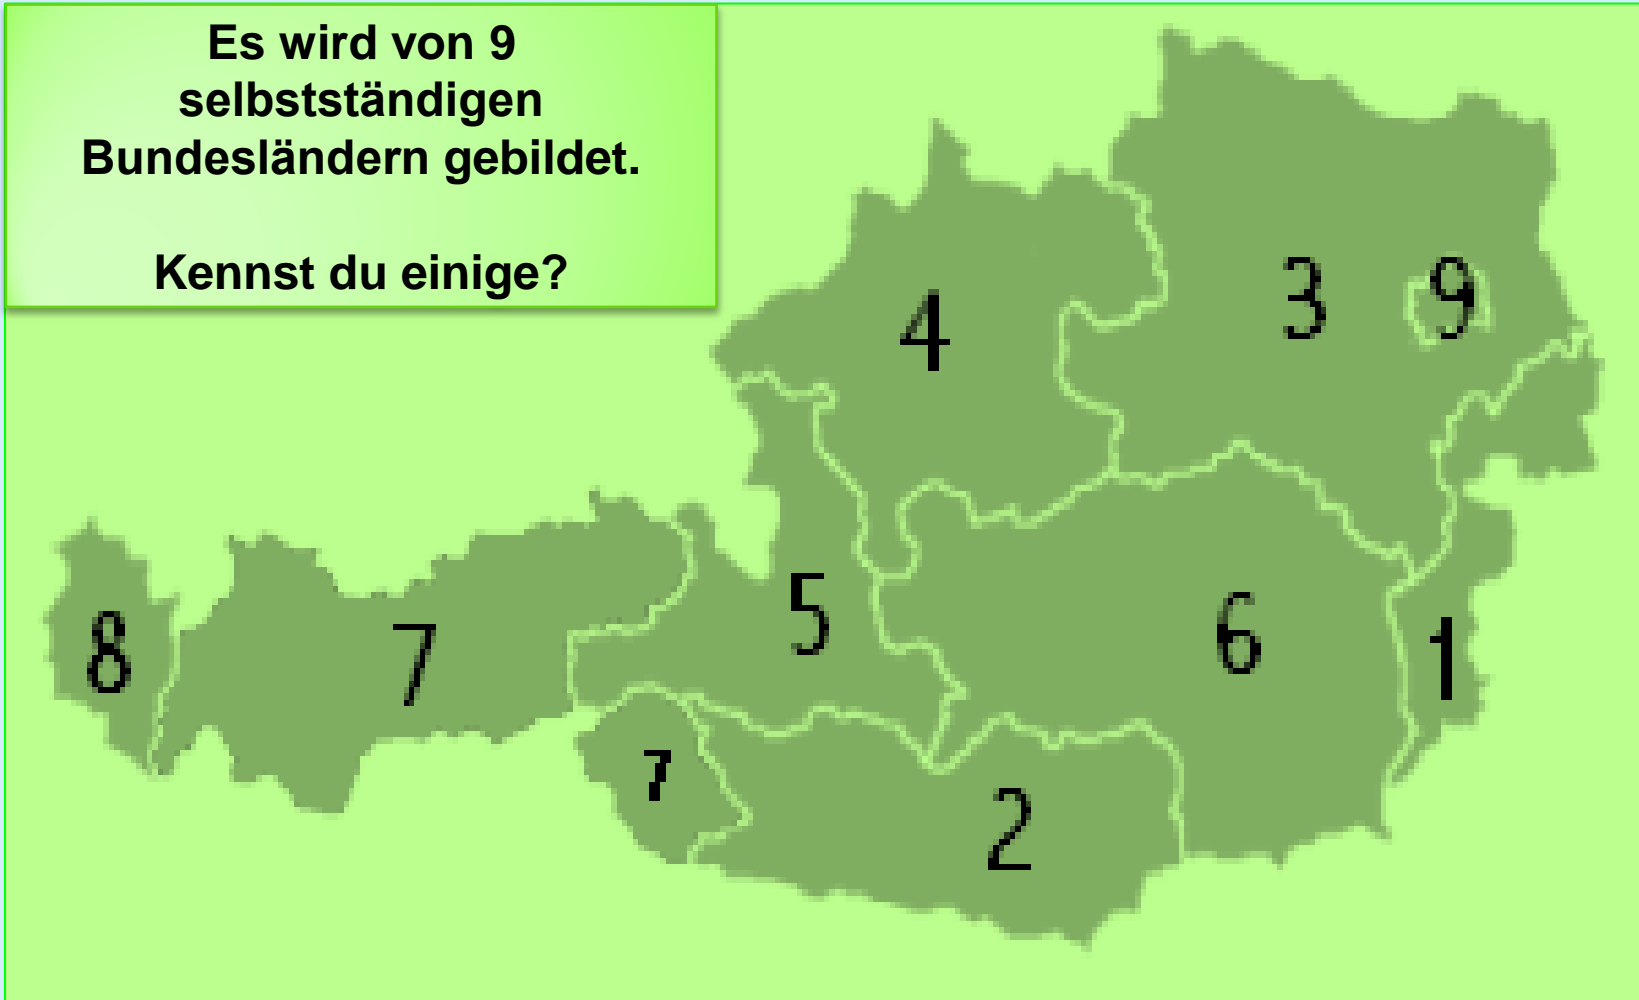 Es wird von 9
selbstständigen
Bundesländern gebildet.
Kennst du einige?
3
9
4
5
6
1
8
7
7
2